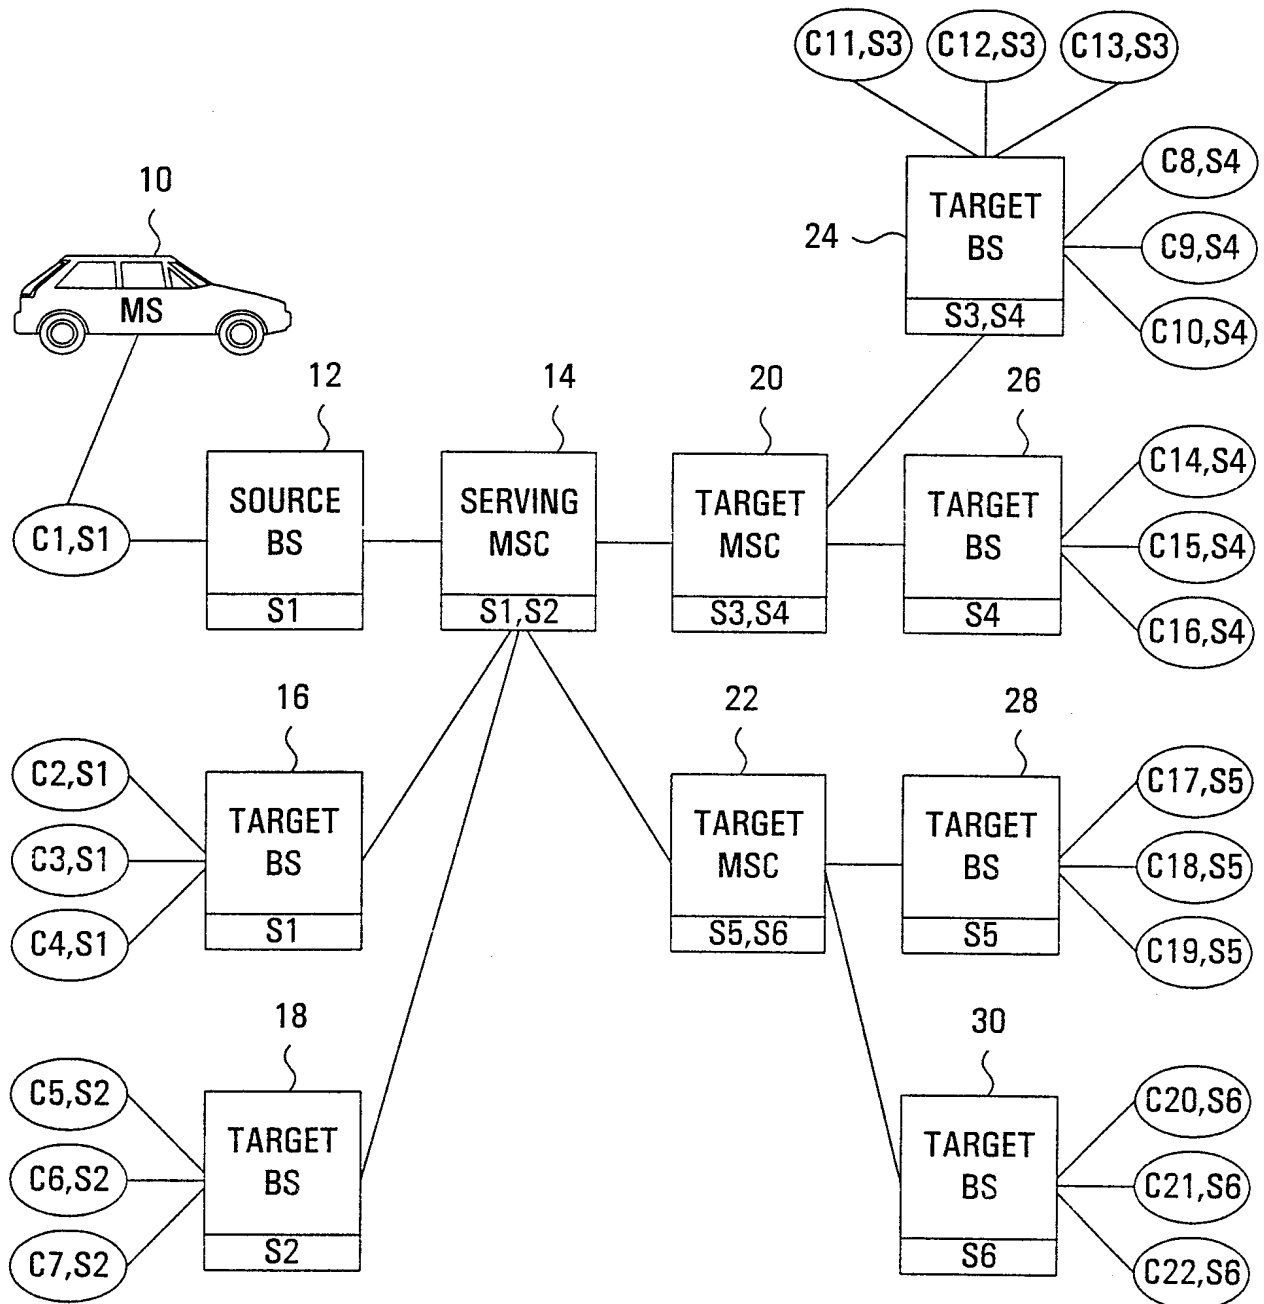 C11,S3
C12,S3
C13,S3
10
24
TARGET
BS
S3,S4
C8,S4
C9,S4
C10,S4
MS
12
14
20
26
C1,S1
SOURCE
BS
S1
SERVING
MSC
S1,S2
TARGET
MSC
S3,S4
TARGET
BS
S4
C14,S4
C15,S4
C16,S4
16
22
28
C2,S1
C3,S1
C4,S1
TARGET
BS
S1
TARGET
MSC
S5,S6
TARGET
BS
S5
C17,S5
C18,S5
C19,S5
18
30
C5,S2
C6,S2
C7,S2
TARGET
BS
S2
TARGET
BS
S6
C20,S6
C21,S6
C22,S6